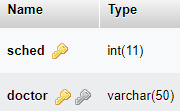 Name Type
sched int(11)
doctor varchar(50)